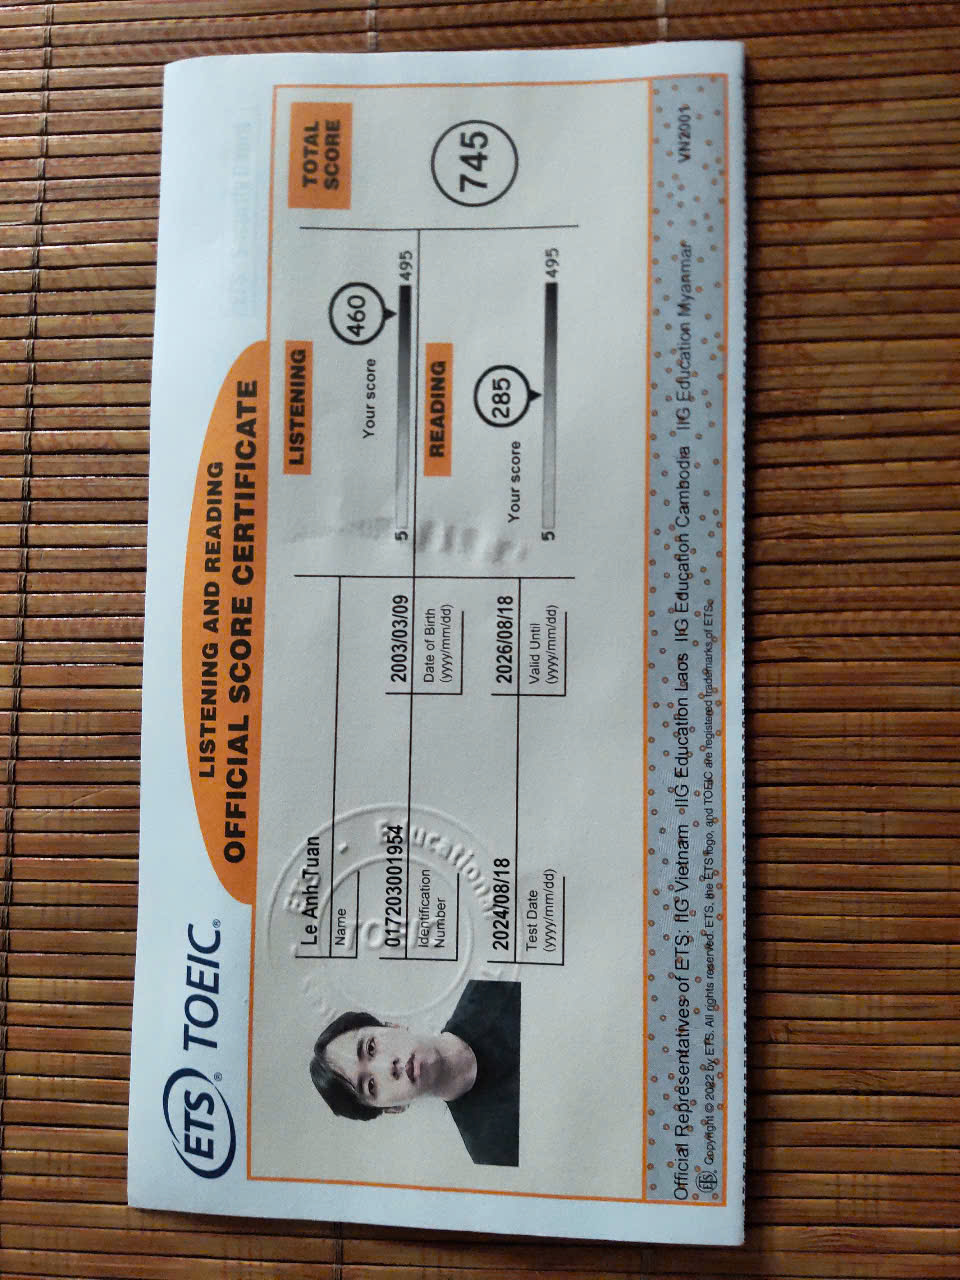 ETS® TOEIC®
LISTENING AND READING
OFFICIAL SCORE CERTIFICATE
Le Anh Tuan
Name
017203001954
Identification
Number
2003/03/09
Date of Birth
(yyyy/mm/dd)
2024/08/18
Test Date
(yyyy/mm/dd)
2026/08/18
Valid Until
(yyyy/mm/dd)
LISTENING
Your score
460
5 495
READING
Your score
285
5 495
TOTAL
SCORE
745
Official Representatives of ETS: IIG Vietnam IIG Education Laos IIG Education Cambodia IIG Education Myanmar VN2001
ETS® Copyright © 2022 by ETS. All rights reserved. ETS, the ETS logo, and TOEIC are registered trademarks of ETS.